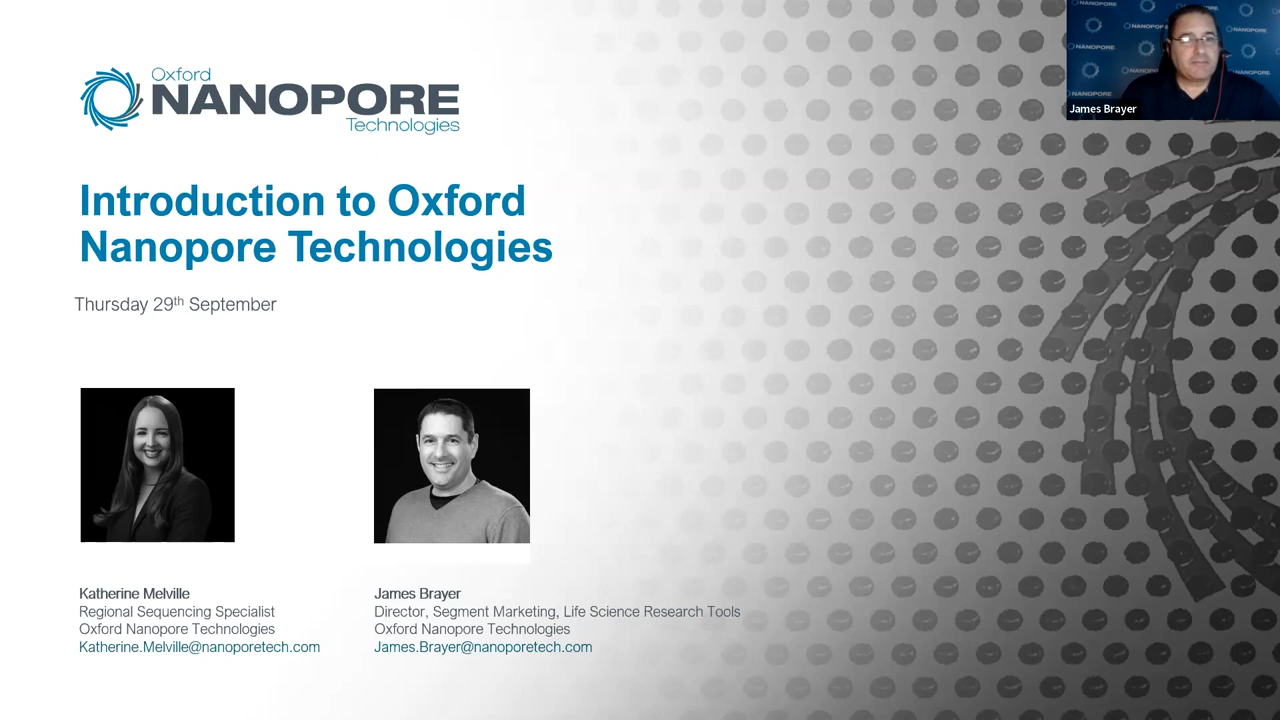 Oxford
NANOPORE
Technologies
James Brayer
Introduction to Oxford
Nanopore Technologies
Thursday 29th September
Katherine Melville
Regional Sequencing Specialist
Oxford Nanopore Technologies
Katherine.Melville@nanoporetech.com
James Brayer
Director, Segment Marketing, Life Science Research Tools
Oxford Nanopore Technologies
James.Brayer@nanoporetech.com